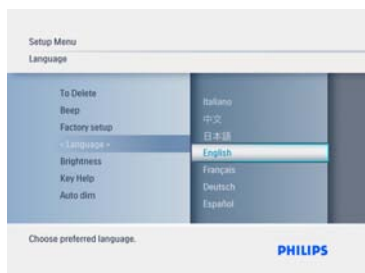 Setup Menu
Language
To Delete
Beep
Factory setup
<Language>
Brightness
Key Help
Auto dim
Italiano
中文
日本語
English
Français
Deutsch
Español
Choose preferred language.
PHILIPS